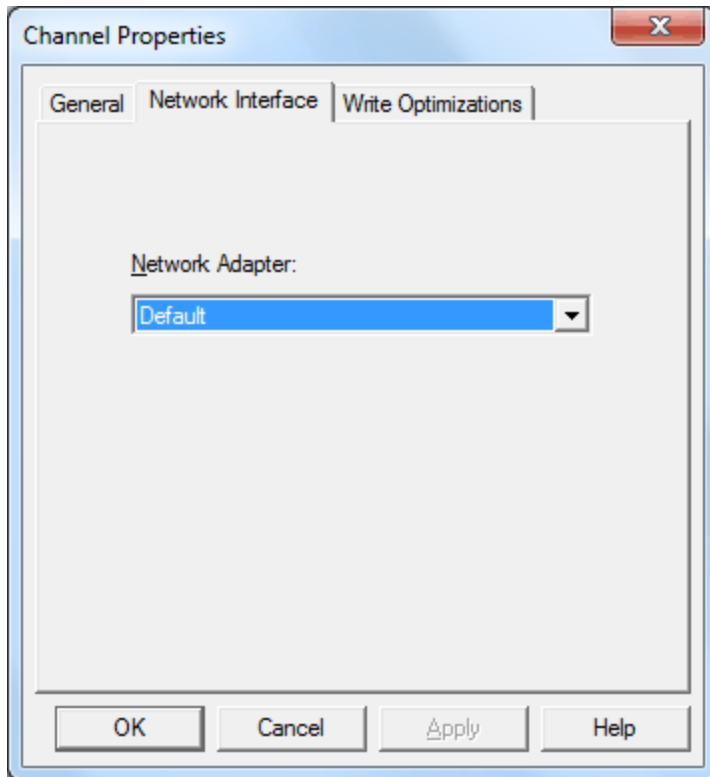 Channel Properties
General Network Interface Write Optimizations
Network Adapter:
Default
OK Cancel Apply Help